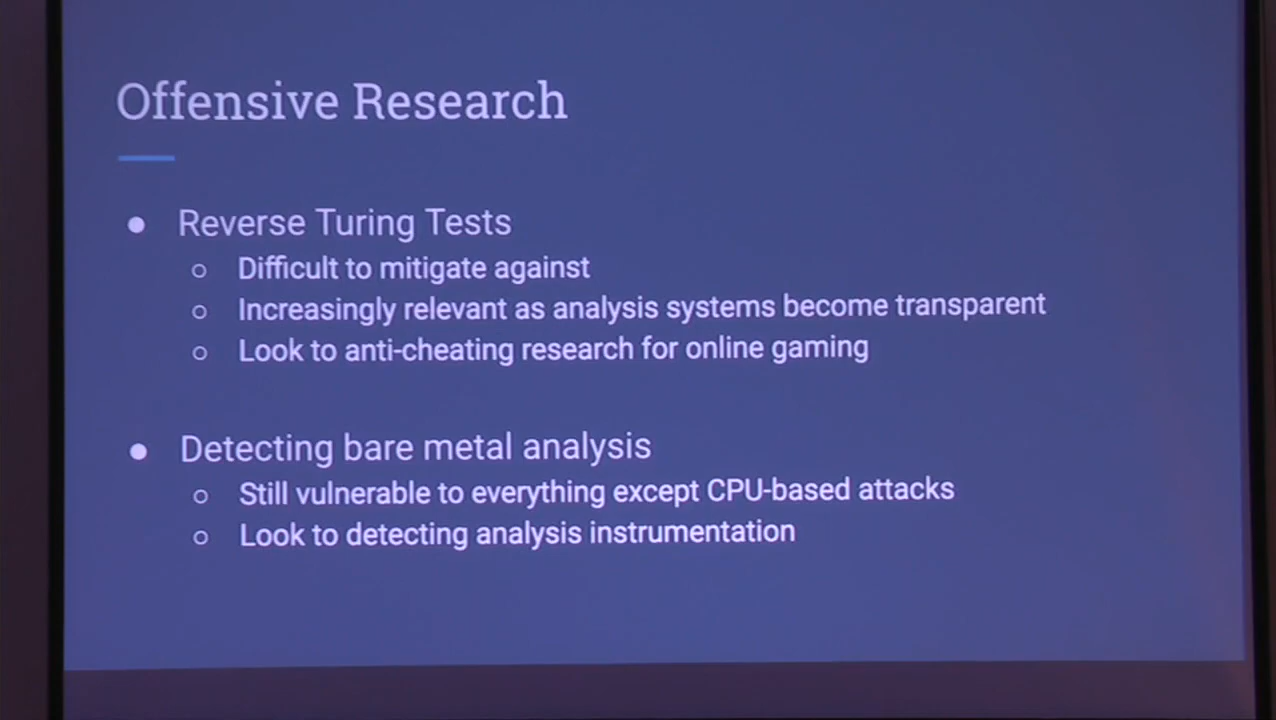 Offensive Research
● Reverse Turing Tests
○ Difficult to mitigate against
○ Increasingly relevant as analysis systems become transparent
○ Look to anti-cheating research for online gaming
● Detecting bare metal analysis
○ Still vulnerable to everything except CPU-based attacks
○ Look to detecting analysis instrumentation